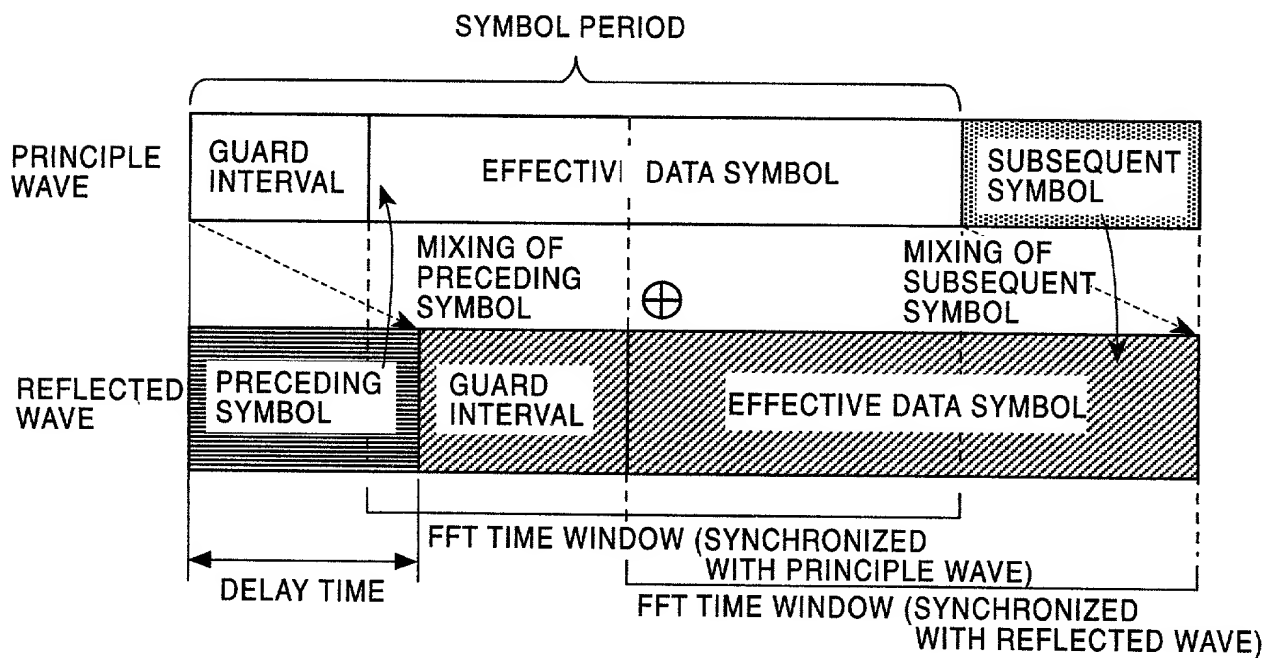 SYMBOL PERIOD
PRINCIPLE
WAVE
GUARD
INTERVAL
EFFECTIVE DATA SYMBOL
SUBSEQUENT
SYMBOL
MIXING OF
PRECEDING
SYMBOL
MIXING OF
SUBSEQUENT
SYMBOL
REFLECTED
WAVE
PRECEDING
SYMBOL
GUARD
INTERVAL
EFFECTIVE DATA SYMBOL
FFT TIME WINDOW (SYNCHRONIZED
WITH PRINCIPLE WAVE)
DELAY TIME
FFT TIME WINDOW (SYNCHRONIZED
WITH REFLECTED WAVE)